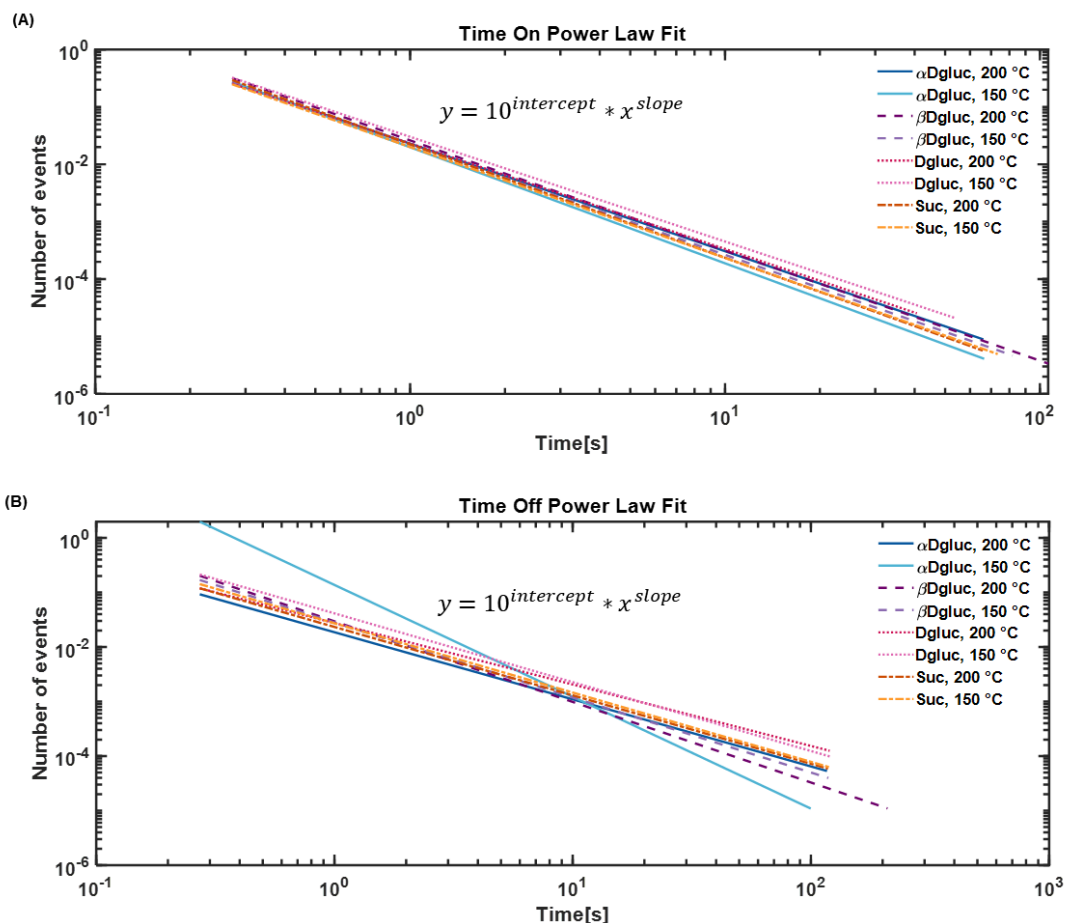 (A)
Time On Power Law Fit
10^0
10^-2
10^-4
10^-6
Number of events
y = 10^intercept * x^slope
αDgluc, 200 °C
αDgluc, 150 °C
βDgluc, 200 °C
βDgluc, 150 °C
Dgluc, 200 °C
Dgluc, 150 °C
Suc, 200 °C
Suc, 150 °C
10^-1 10^0 10^1 10^2
Time[s]
(B)
Time Off Power Law Fit
10^0
10^-2
10^-4
10^-6
Number of events
y = 10^intercept * x^slope
αDgluc, 200 °C
αDgluc, 150 °C
βDgluc, 200 °C
βDgluc, 150 °C
Dgluc, 200 °C
Dgluc, 150 °C
Suc, 200 °C
Suc, 150 °C
10^-1 10^0 10^1 10^2 10^3
Time[s]